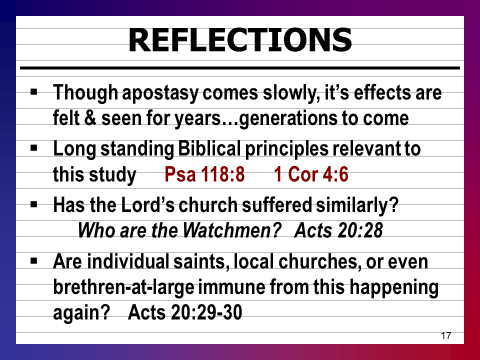 REFLECTIONS
▪ Though apostasy comes slowly, it’s effects are
felt & seen for years…generations to come
▪ Long standing Biblical principles relevant to
this study Psa 118:8 1 Cor 4:6
▪ Has the Lord’s church suffered similarly?
Who are the Watchmen? Acts 20:28
▪ Are individual saints, local churches, or even
brethren-at-large immune from this happening
again? Acts 20:29-30
17